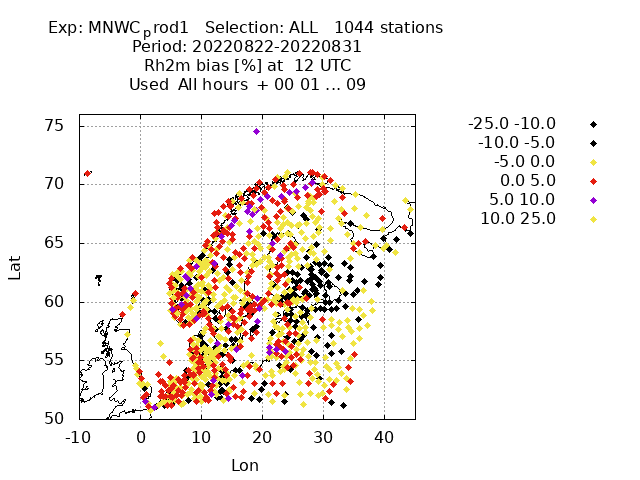 Exp: MNWCprod1 Selection: ALL 1044 stations
Period: 20220822-20220831
Rh2m bias [%] at 12 UTC
Used All hours + 00 01 ... 09
75
70
65
60
55
50
-10 0 10 20 30 40
Lat
Lon
-25.0 -10.0
-10.0 -5.0
-5.0 0.0
0.0 5.0
5.0 10.0
10.0 25.0